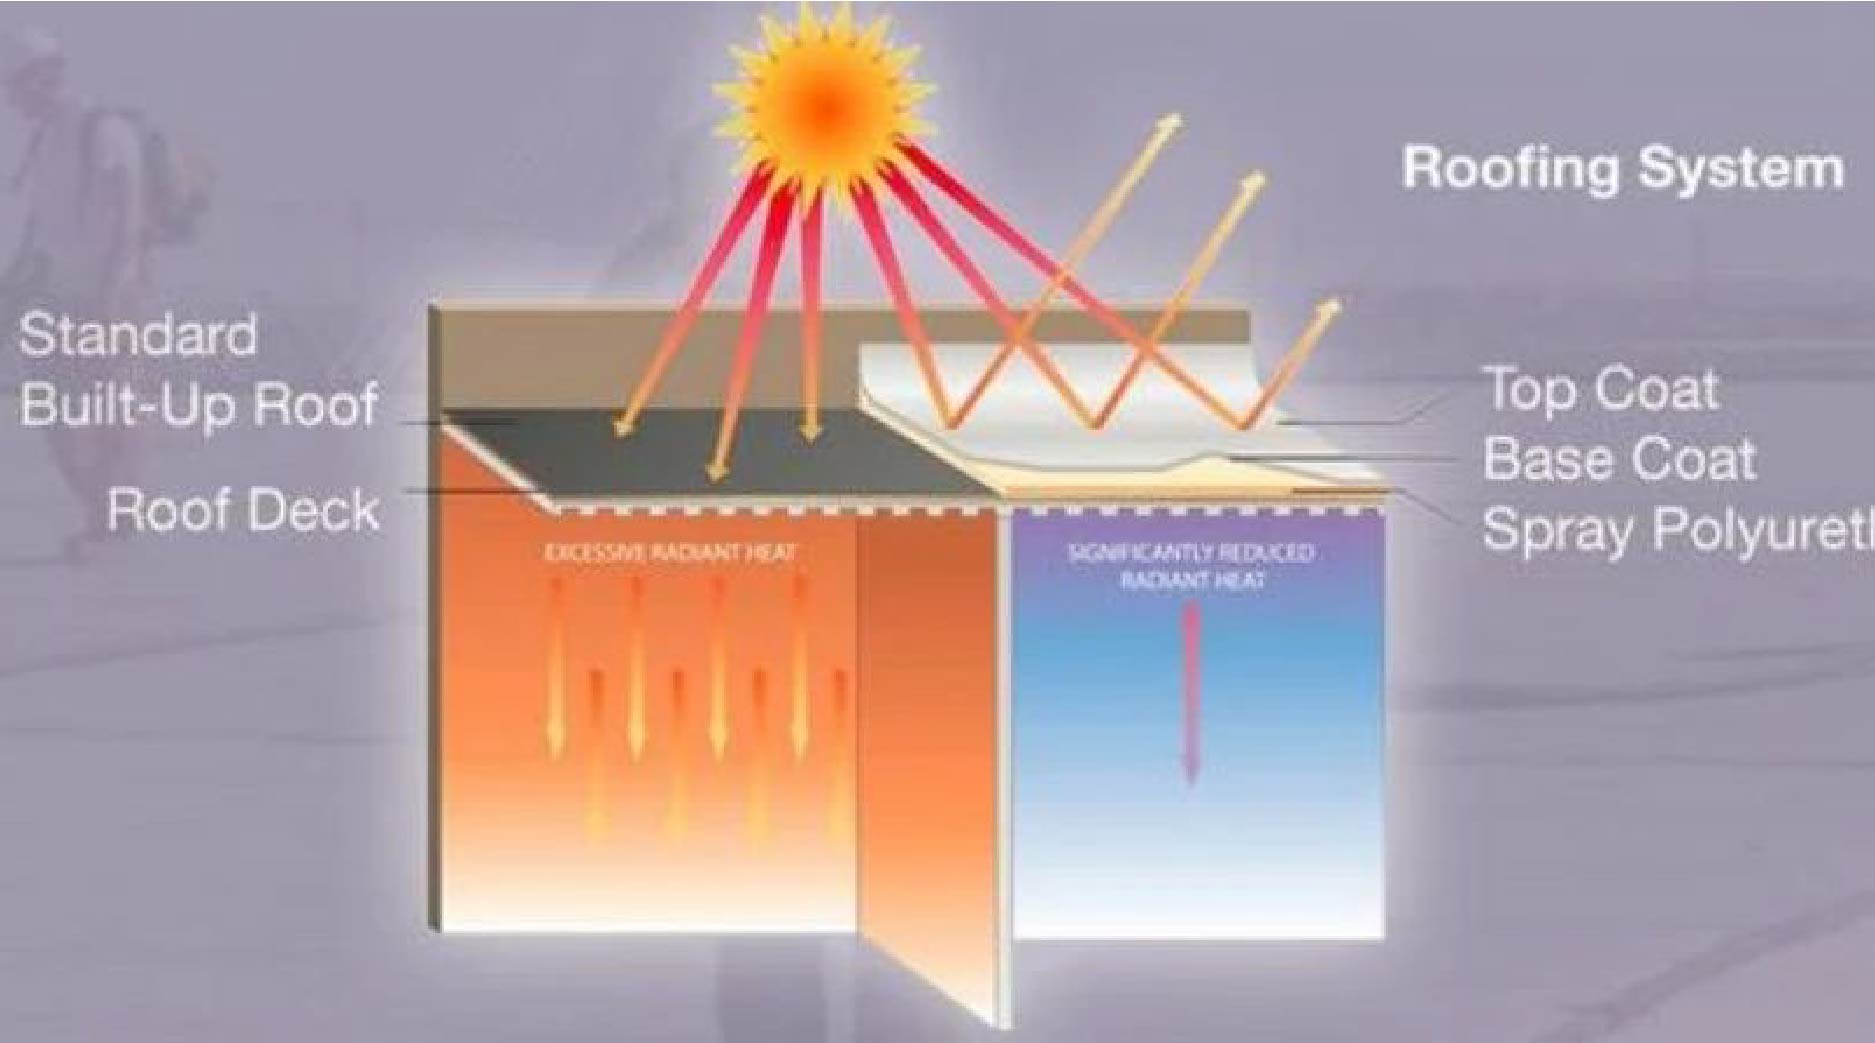 Roofing System
Standard
Built-Up Roof
Roof Deck
Top Coat
Base Coat
Spray Polyureth
EXCESSIVE RADIANT HEAT
SIGNIFICANTLY REDUCED
RADIANT HEAT